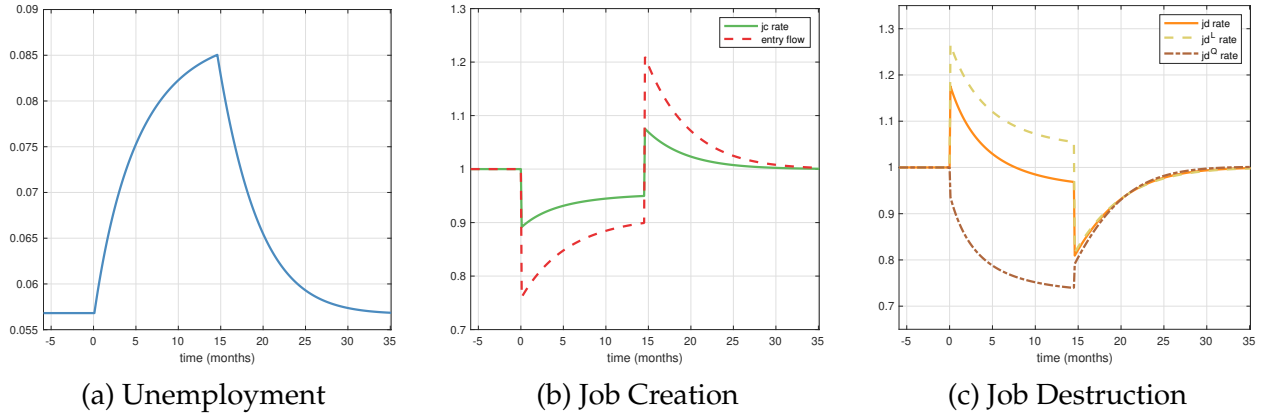 0.09
0.085
0.08
0.075
0.07
0.065
0.06
0.055
-5 0 5 10 15 20 25 30 35
time (months)
(a) Unemployment
1.3
1.2
1.1
1
0.9
0.8
0.7
-5 0 5 10 15 20 25 30 35
time (months)
jc rate
entry flow
(b) Job Creation
1.3
1.2
1.1
1
0.9
0.8
0.7
-5 0 5 10 15 20 25 30 35
time (months)
jd rate
jd^L rate
jd^Q rate
(c) Job Destruction